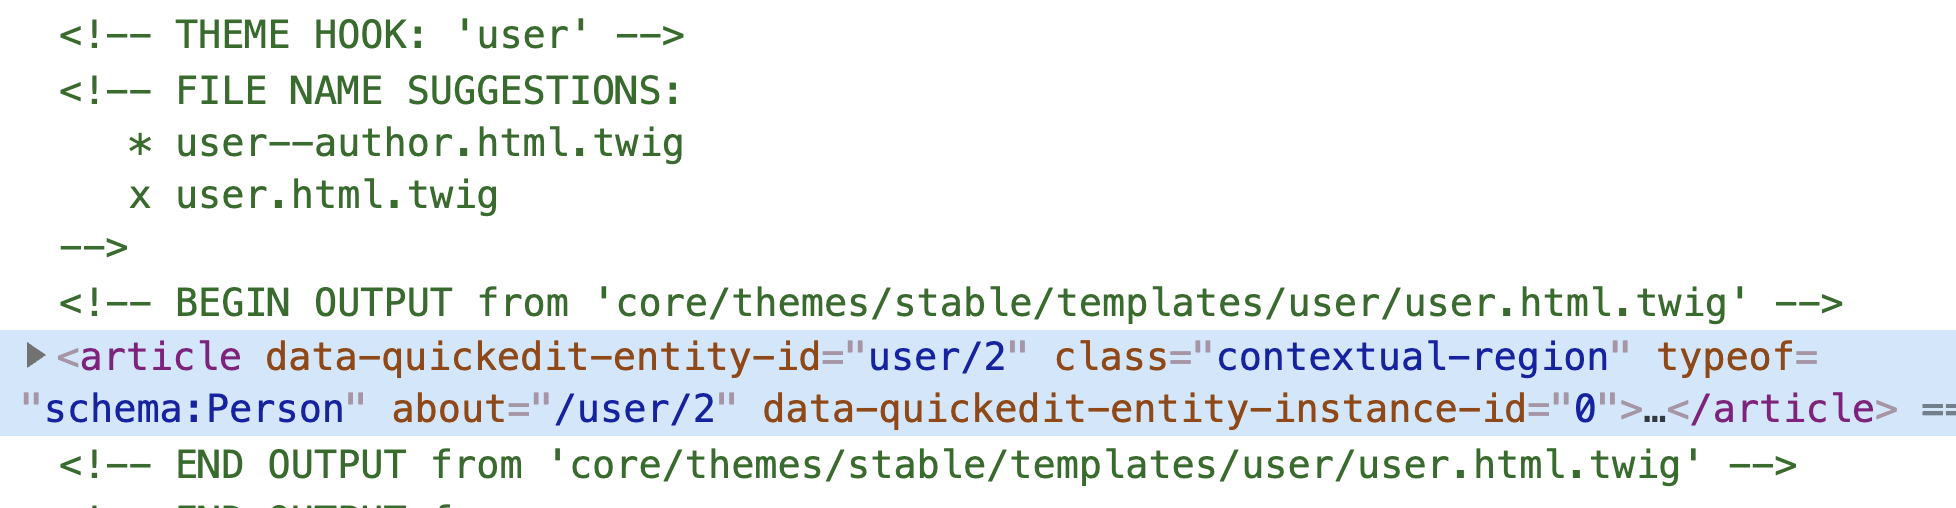 <!-- THEME HOOK: 'user' -->
<!-- FILE NAME SUGGESTIONS:
* user--author.html.twig
x user.html.twig
-->
<!-- BEGIN OUTPUT from 'core/themes/stable/templates/user/user.html.twig' -->
<article data-quickedit-entity-id="user/2" class="contextual-region" typeof=
"schema:Person" about="/user/2" data-quickedit-entity-instance-id="0">…</article> ==
<!-- END OUTPUT from 'core/themes/stable/templates/user/user.html.twig' -->